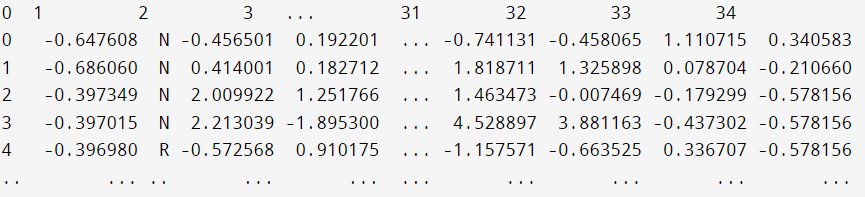 0 1 2 3 ... 31 32 33 34
0 -0.647608 N -0.456501 0.192201 ... -0.741131 -0.458065 1.110715 0.340583
1 -0.686060 N 0.414001 0.182712 ... 1.818711 1.325898 0.078704 -0.210660
2 -0.397349 N 2.009922 1.251766 ... 1.463473 -0.007469 -0.179299 -0.578156
3 -0.397015 N 2.213039 -1.895300 ... 4.528897 3.881163 -0.437302 -0.578156
4 -0.396980 R -0.572568 0.910175 ... -1.157571 -0.663525 0.336707 -0.578156
.. ... .. ... ... ... ... ... ... ...